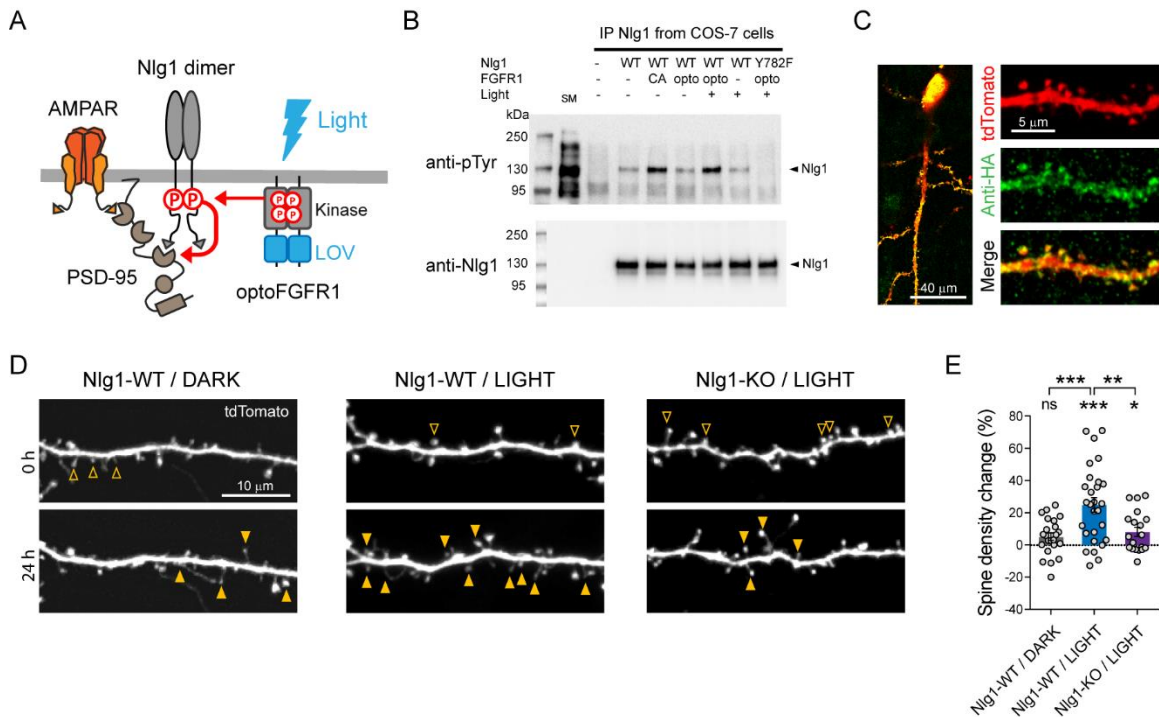 A
Nlg1 dimer
AMPAR
Light
P P
P P
P P
Kinase
LOV
PSD-95
optoFGFR1
B
IP Nlg1 from COS-7 cells
Nlg1 - WT WT WT WT WT Y782F
FGFR1 - - CA opto opto - opto
Light - - - - + + +
kDa SM
250
anti-pTyr 130 Nlg1
95
250
anti-Nlg1 130 Nlg1
95
C
40 µm
tdTomato
5 µm
Anti-HA
Merge
D
Nlg1-WT / DARK Nlg1-WT / LIGHT Nlg1-KO / LIGHT
tdTomato
0 h
10 µm
24 h
E
*** **
ns *** *
Spine density change (%)
80
60
40
20
0
-20
-40
Nlg1-WT / DARK
Nlg1-WT / LIGHT
Nlg1-KO / LIGHT